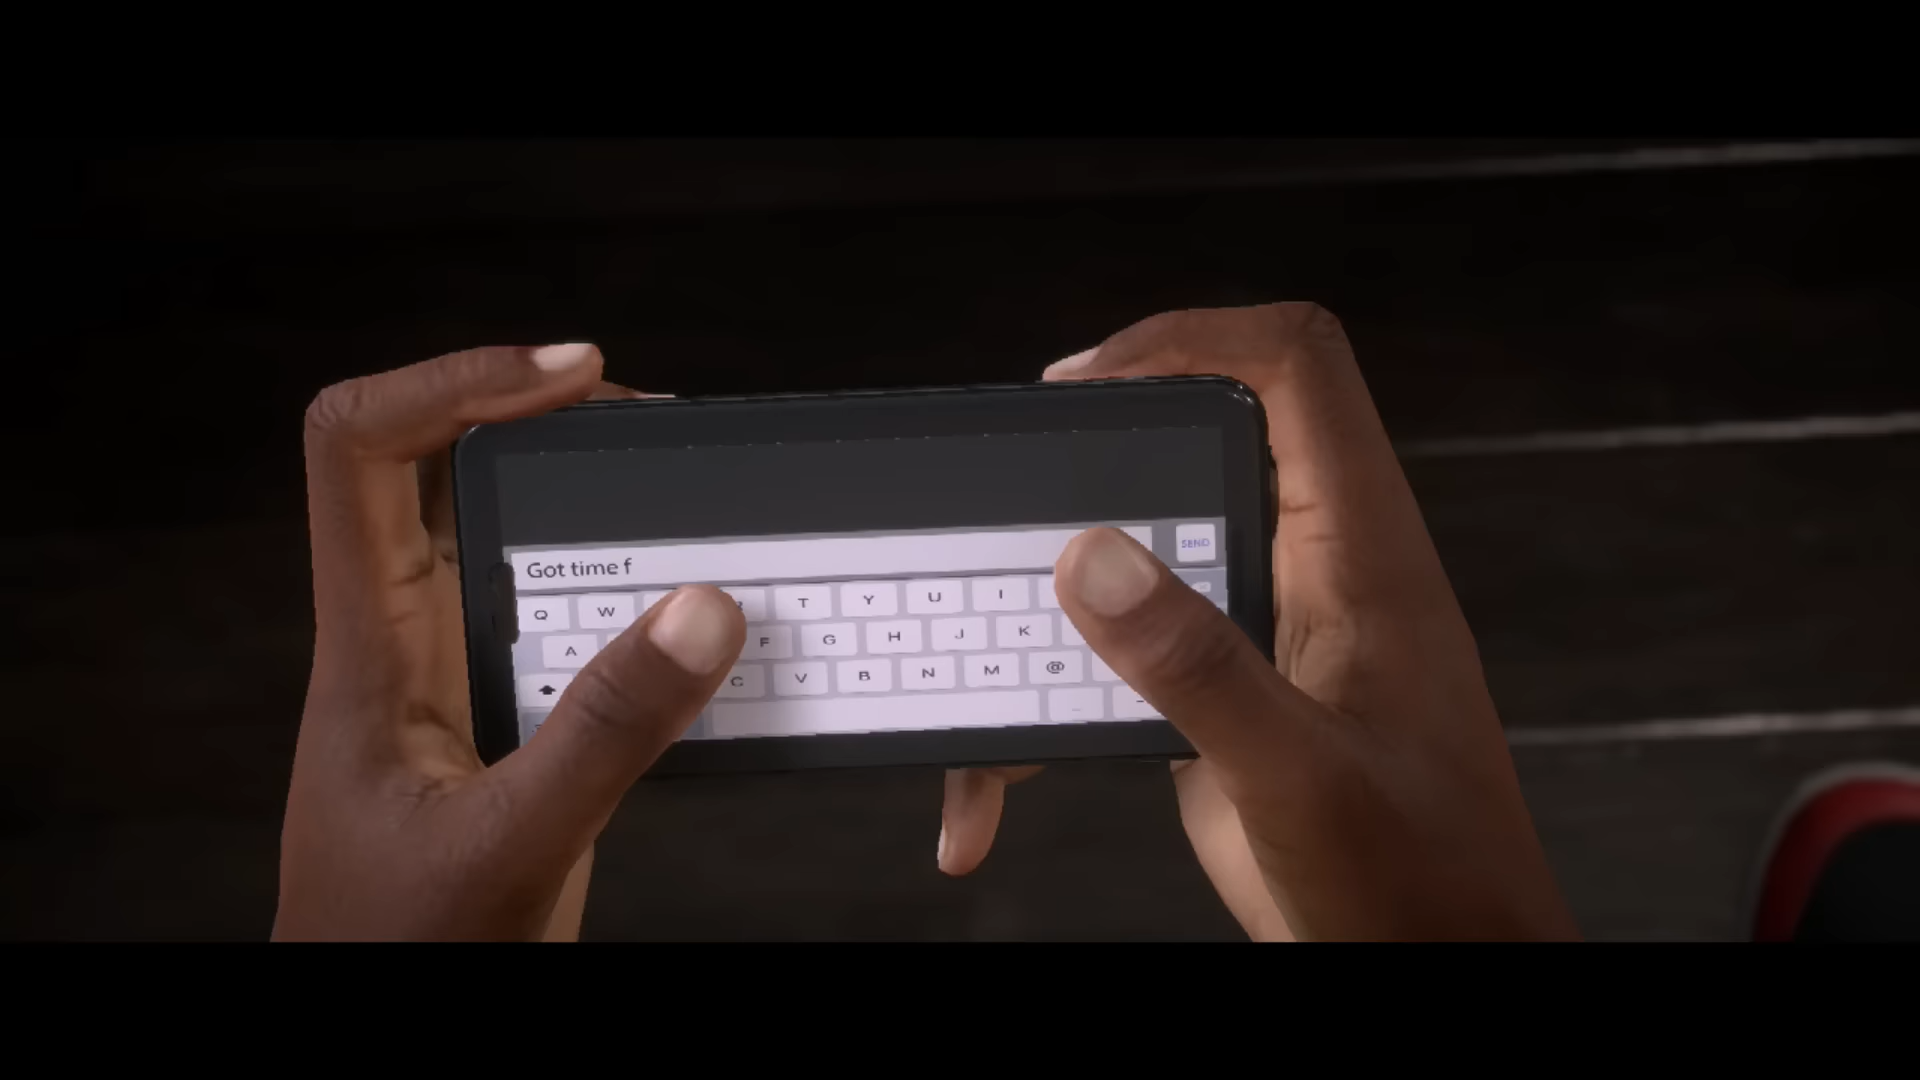 Got time f
SEND
Q W T Y U I
A F G H J K
C V B N M @